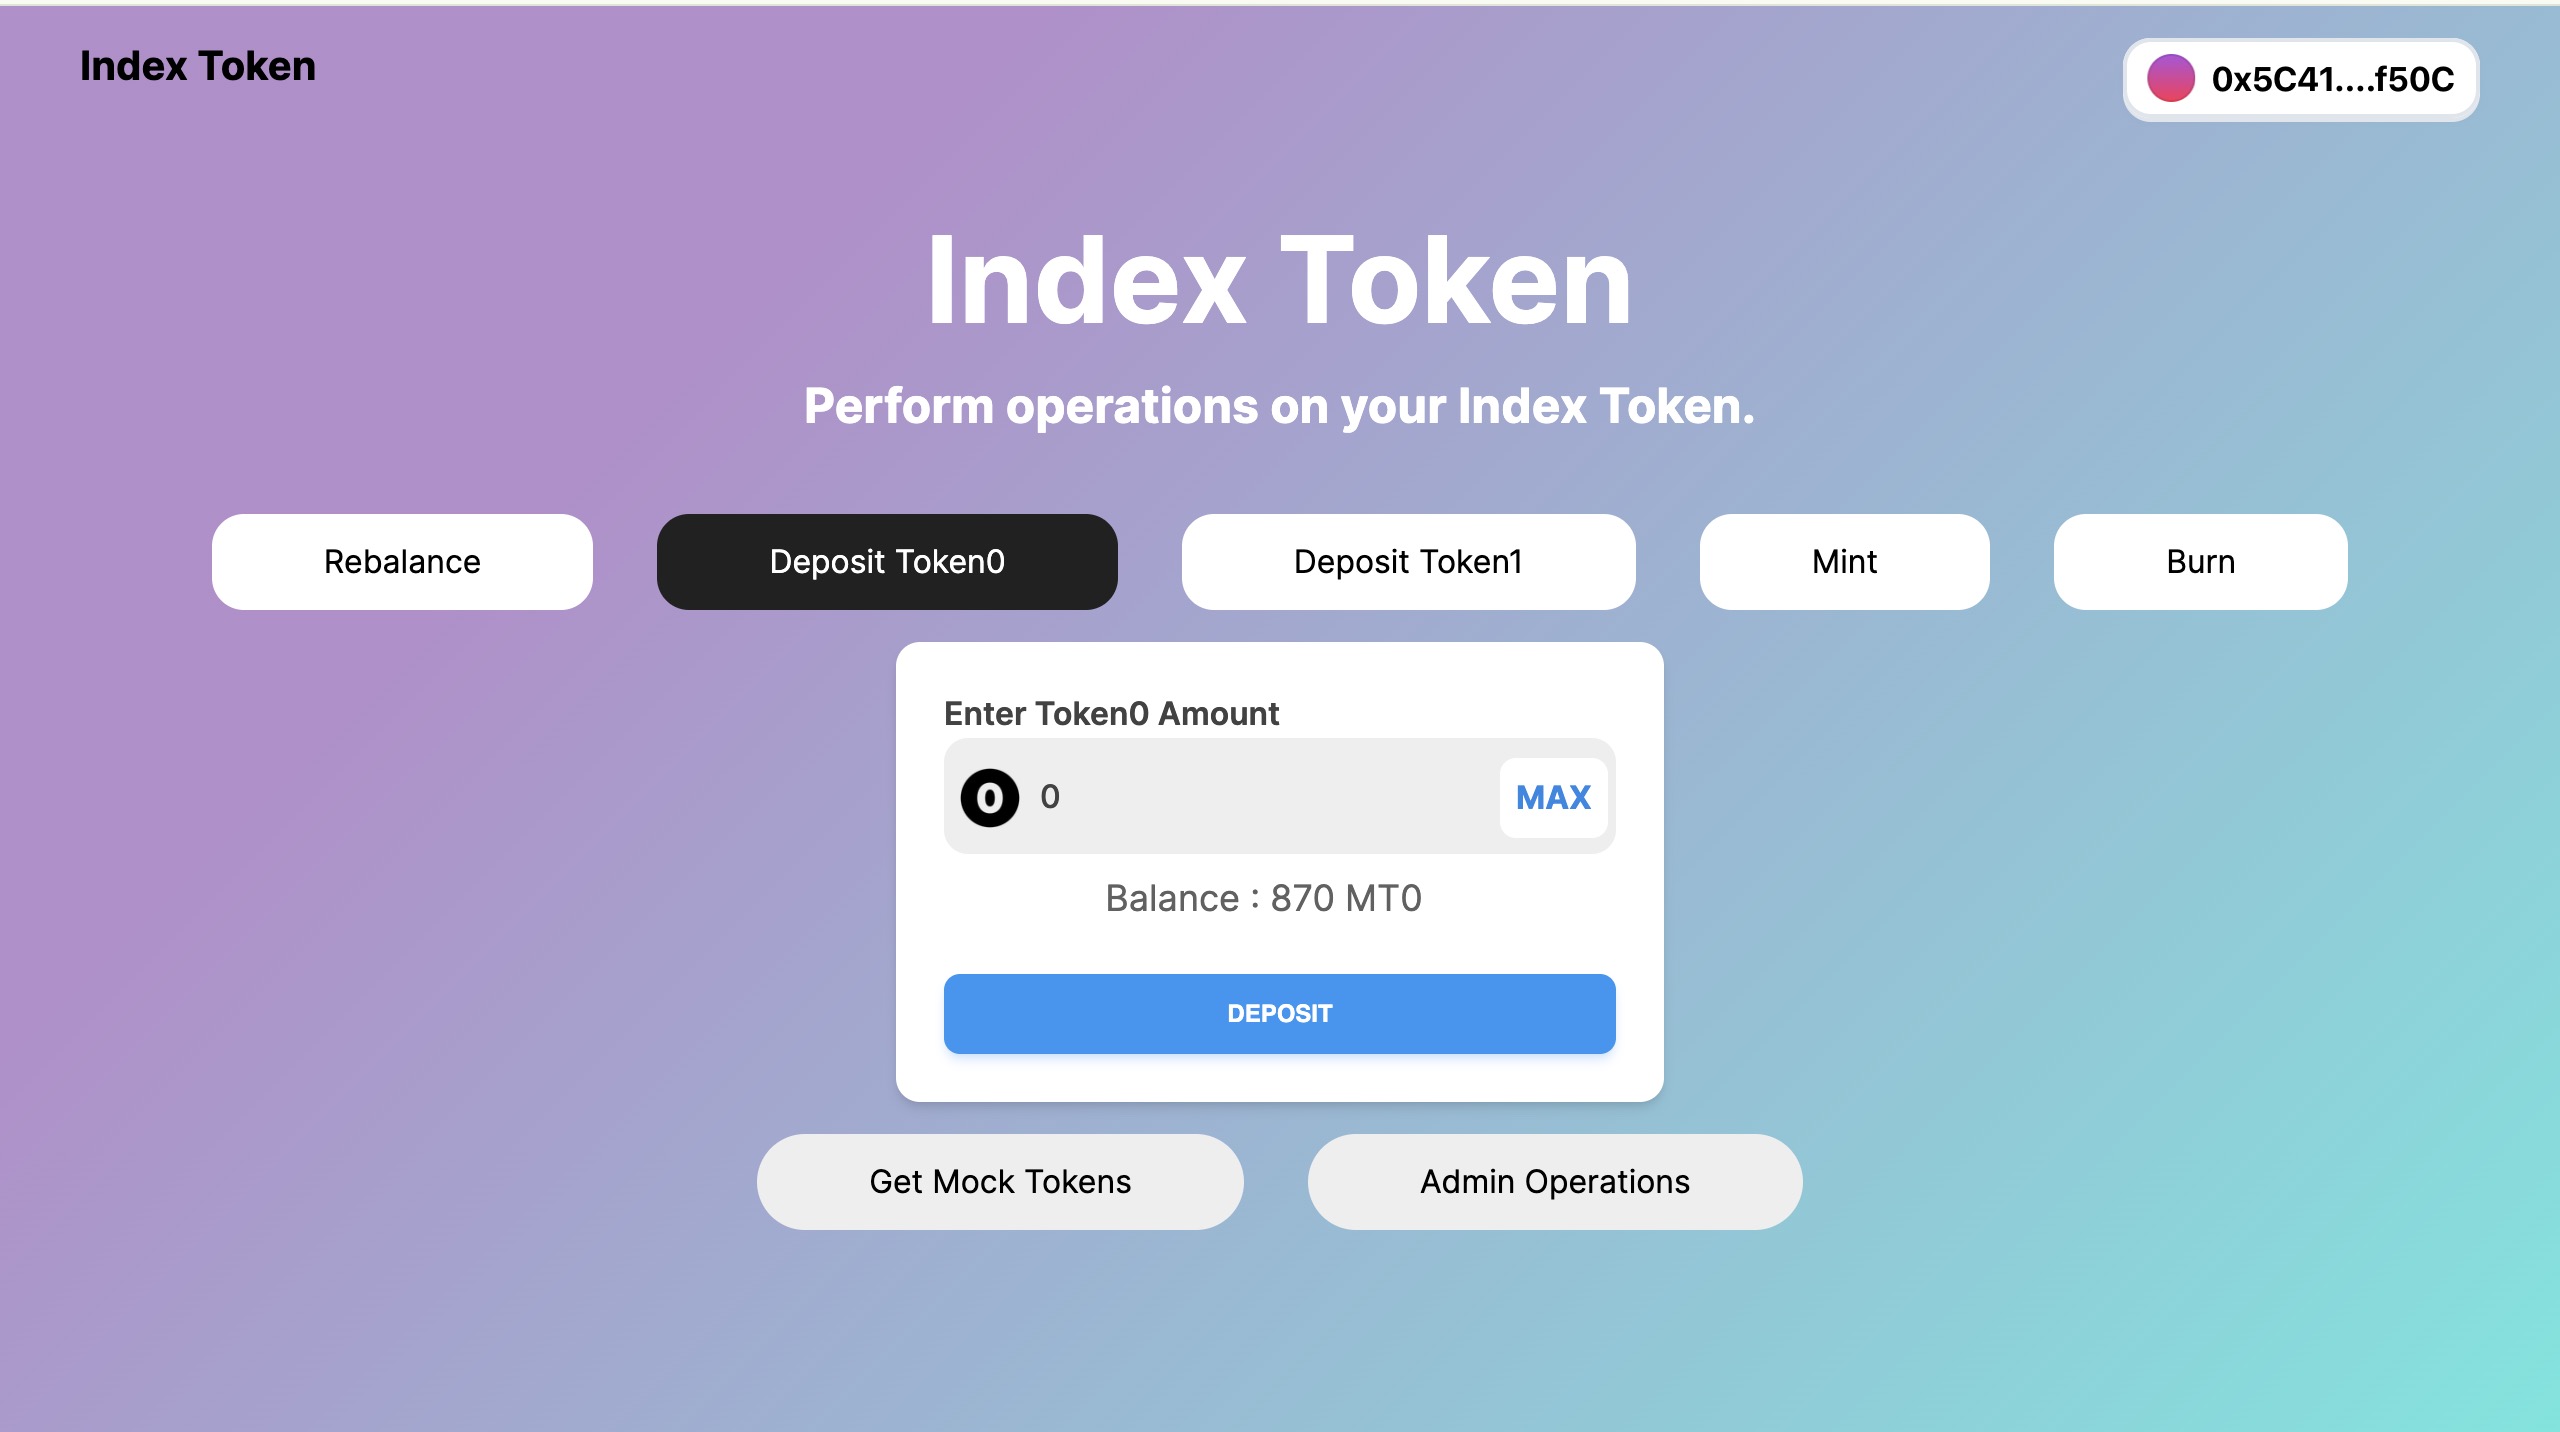 Index Token
0x5C41....f50C
Index Token
Perform operations on your Index Token.
Rebalance
Deposit Token0
Deposit Token1
Mint
Burn
Enter Token0 Amount
0
0
MAX
Balance : 870 MT0
DEPOSIT
Get Mock Tokens
Admin Operations